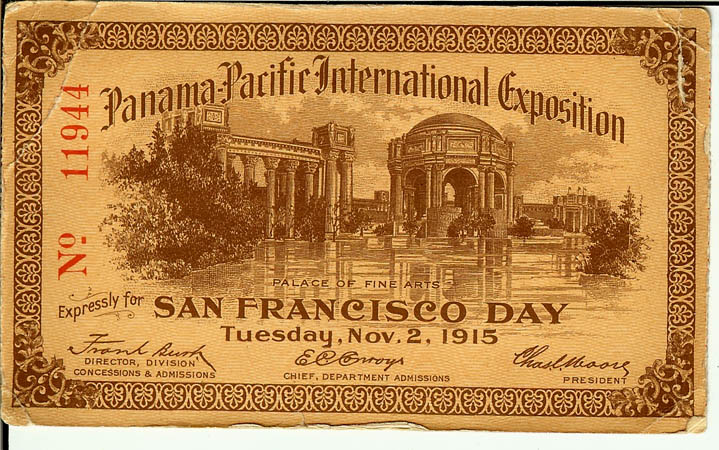 Panama-Pacific International Exposition
Nº 11944
PALACE OF FINE ARTS
Expressly for SAN FRANCISCO DAY
Tuesday, Nov. 2, 1915
Frank Burt
DIRECTOR, DIVISION
CONCESSIONS & ADMISSIONS
CHIEF, DEPARTMENT ADMISSIONS
Chas. C. Moore
PRESIDENT